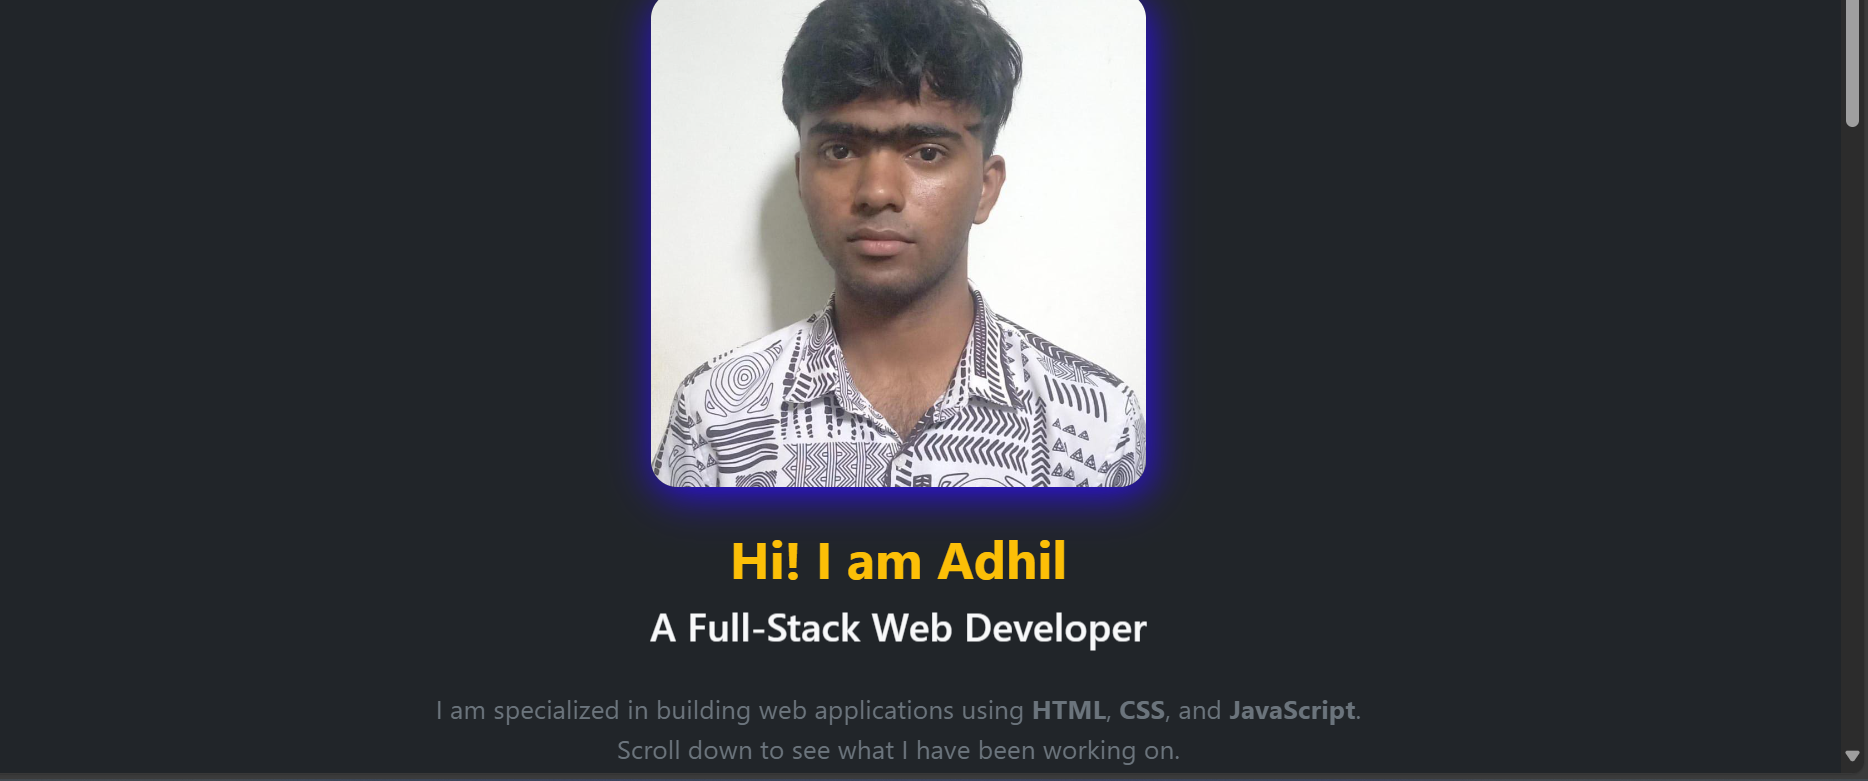 Hi! I am Adhil
A Full-Stack Web Developer
I am specialized in building web applications using HTML, CSS, and JavaScript.
Scroll down to see what I have been working on.